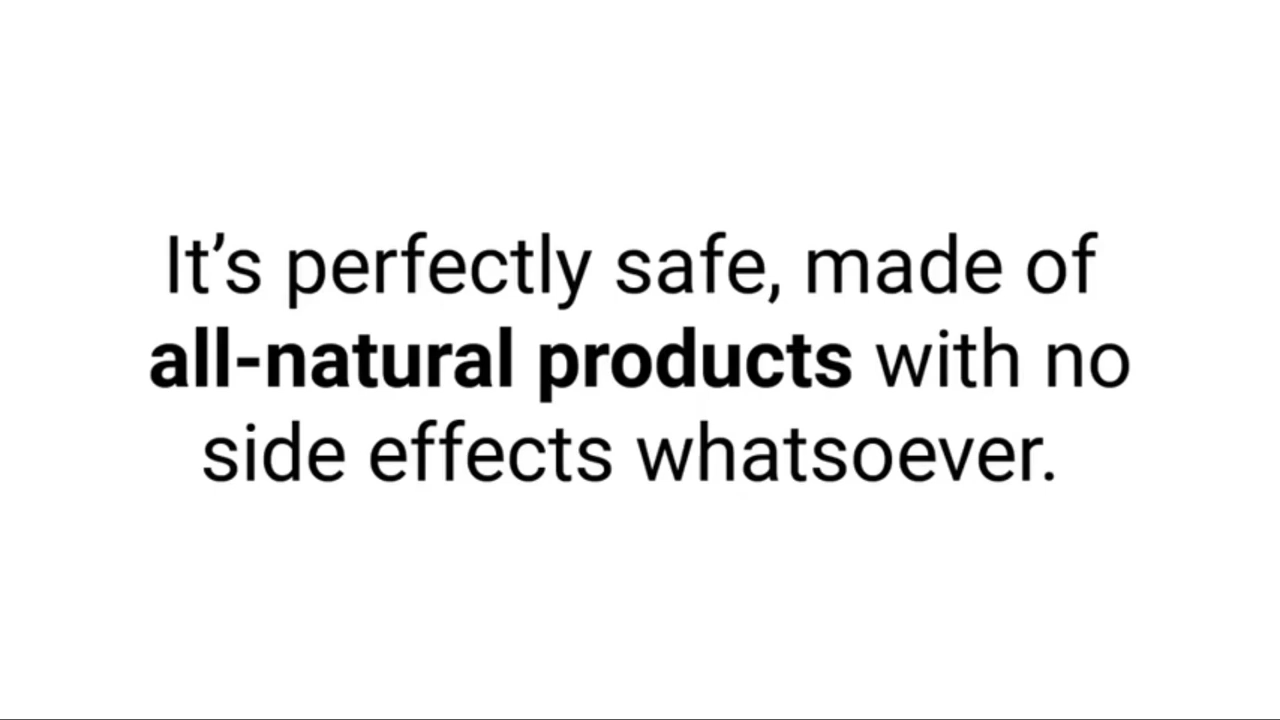 It’s perfectly safe, made of
all-natural products with no
side effects whatsoever.